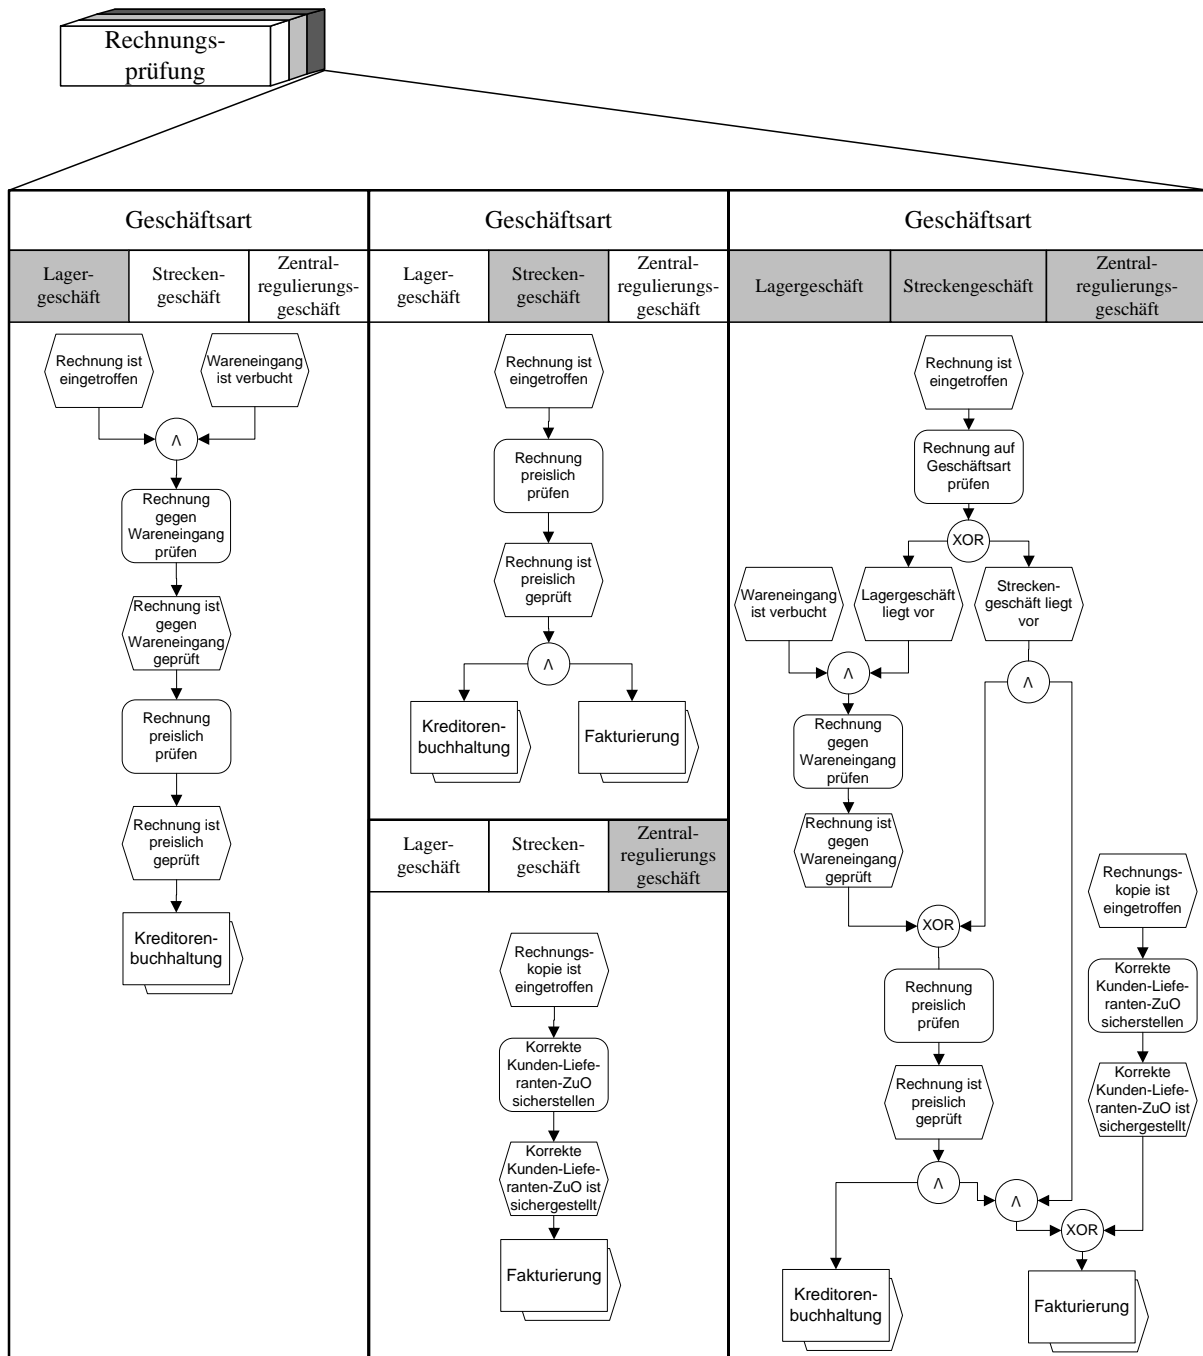 Rechnungs-
prüfung
Geschäftsart
Lager-
geschäft
Strecken-
geschäft
Zentral-
regulierungs-
geschäft
Rechnung ist
eingetroffen
Wareneingang
ist verbucht
Λ
Rechnung
gegen
Wareneingang
prüfen
Rechnung ist
gegen
Wareneingang
geprüft
Rechnung
preislich
prüfen
Rechnung ist
preislich
geprüft
Kreditoren-
buchhaltung
Geschäftsart
Lager-
geschäft
Strecken-
geschäft
Zentral-
regulierungs-
geschäft
Rechnung ist
eingetroffen
Rechnung
preislich
prüfen
Rechnung ist
preislich
geprüft
Λ
Kreditoren-
buchhaltung
Fakturierung
Lager-
geschäft
Strecken-
geschäft
Zentral-
regulierungs
geschäft
Rechnungs-
kopie ist
eingetroffen
Korrekte
Kunden-Liefe-
ranten-ZuO
sicherstellen
Korrekte
Kunden-Liefe-
ranten-ZuO ist
sichergestellt
Fakturierung
Geschäftsart
Lagergeschäft
Streckengeschäft
Zentral-
regulierungs-
geschäft
Rechnung ist
eingetroffen
Rechnung auf
Geschäftsart
prüfen
XOR
Wareneingang
ist verbucht
Lagergeschäft
liegt vor
Strecken-
geschäft liegt
vor
Λ
Λ
Rechnung
gegen
Wareneingang
prüfen
Rechnung ist
gegen
Wareneingang
geprüft
Rechnungs-
kopie ist
eingetroffen
XOR
Rechnung
preislich
prüfen
Korrekte
Kunden-Liefe-
ranten-ZuO
sicherstellen
Rechnung ist
preislich
geprüft
Korrekte
Kunden-Liefe-
ranten-ZuO ist
sichergestellt
Λ
Λ
XOR
Kreditoren-
buchhaltung
Fakturierung